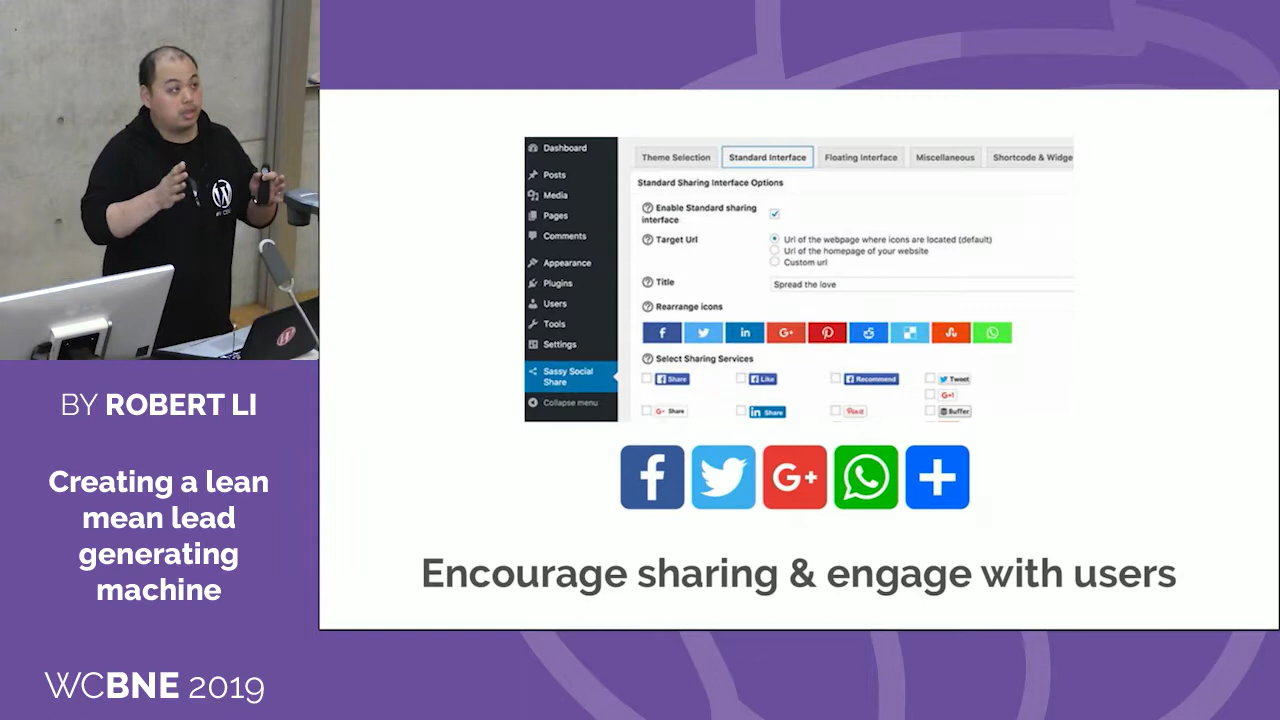 BY ROBERT LI
Creating a lean
mean lead
generating
machine
WCBNE 2019
Dashboard
Posts
Media
Pages
Comments
Appearance
Plugins
Users
Tools
Settings
Sassy Social
Share
Collapse menu
Theme Selection
Standard Interface
Floating Interface
Miscellaneous
Shortcode & Widge
Standard Sharing Interface Options
Enable Standard sharing
interface
Target Url
Url of the webpage where icons are located (default)
Url of the homepage of your website
Custom url
Title
Spread the love
Rearrange icons
Select Sharing Services
Share
Like
Recommend
Tweet
G+1
Share
Share
Pin it
Buffer
Encourage sharing & engage with users